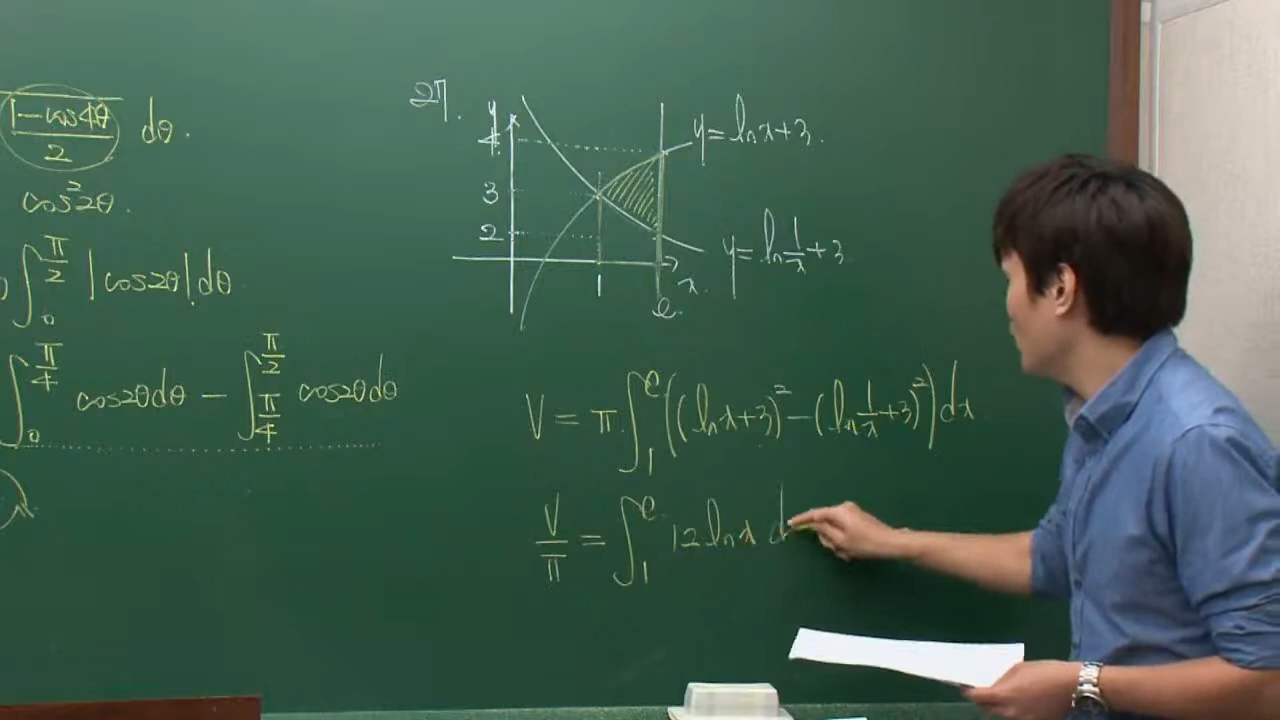 1-cos4θ/2 dθ.
cos²2θ.
∫₀^(π/2) |cos2θ|dθ
∫₀^(π/4) cos2θdθ - ∫_(π/4)^(π/2) cos2θdθ
27.
y
4
3
2
1
e
x
y=ln x+3.
y=ln 1/x +3
V = π ∫₁^e ((ln x+3)² - (ln 1/x +3)²) dx
V/π = ∫₁^e 12 ln x d